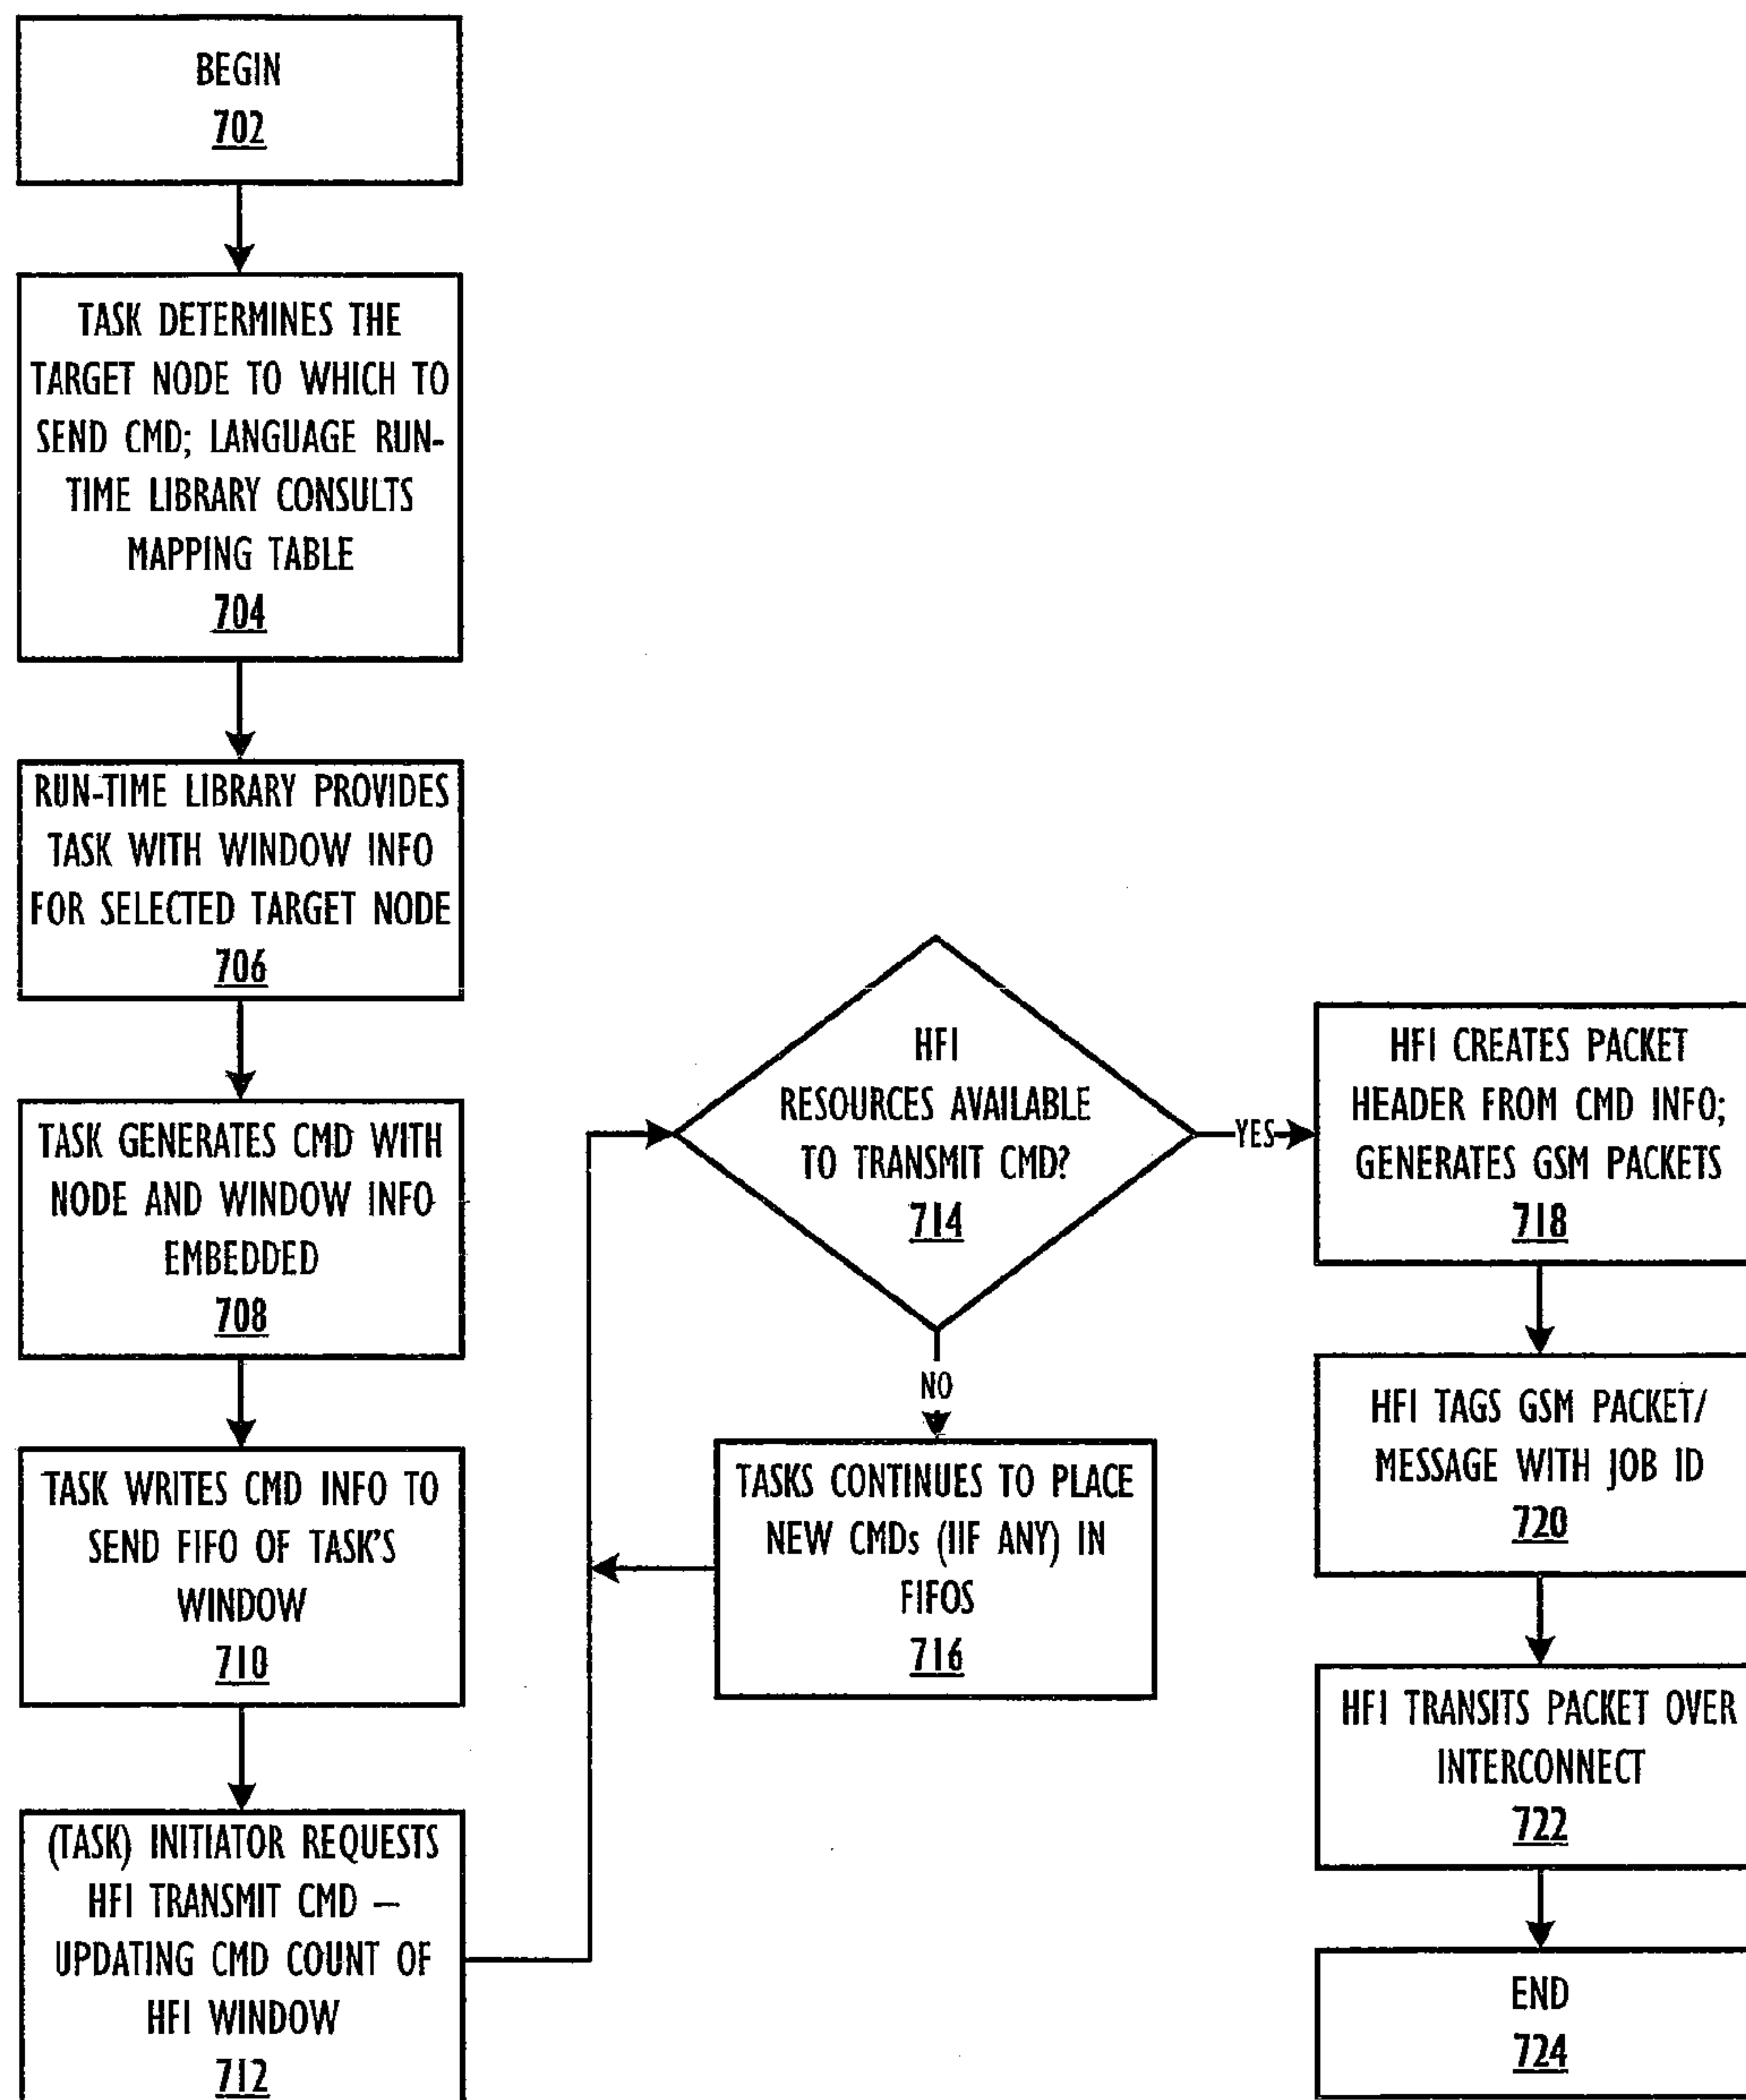 BEGIN
702
TASK DETERMINES THE
TARGET NODE TO WHICH TO
SEND CMD; LANGUAGE RUN-
TIME LIBRARY CONSULTS
MAPPING TABLE
704
RUN-TIME LIBRARY PROVIDES
TASK WITH WINDOW INFO
FOR SELECTED TARGET NODE
706
TASK GENERATES CMD WITH
NODE AND WINDOW INFO
EMBEDDED
708
TASK WRITES CMD INFO TO
SEND FIFO OF TASK'S
WINDOW
710
(TASK) INITIATOR REQUESTS
HFI TRANSMIT CMD —
UPDATING CMD COUNT OF
HFI WINDOW
712
HFI
RESOURCES AVAILABLE
TO TRANSMIT CMD?
714
NO
TASKS CONTINUES TO PLACE
NEW CMDs (IIF ANY) IN
FIFOS
716
YES
HFI CREATES PACKET
HEADER FROM CMD INFO;
GENERATES GSM PACKETS
718
HFI TAGS GSM PACKET/
MESSAGE WITH JOB ID
720
HFI TRANSITS PACKET OVER
INTERCONNECT
722
END
724